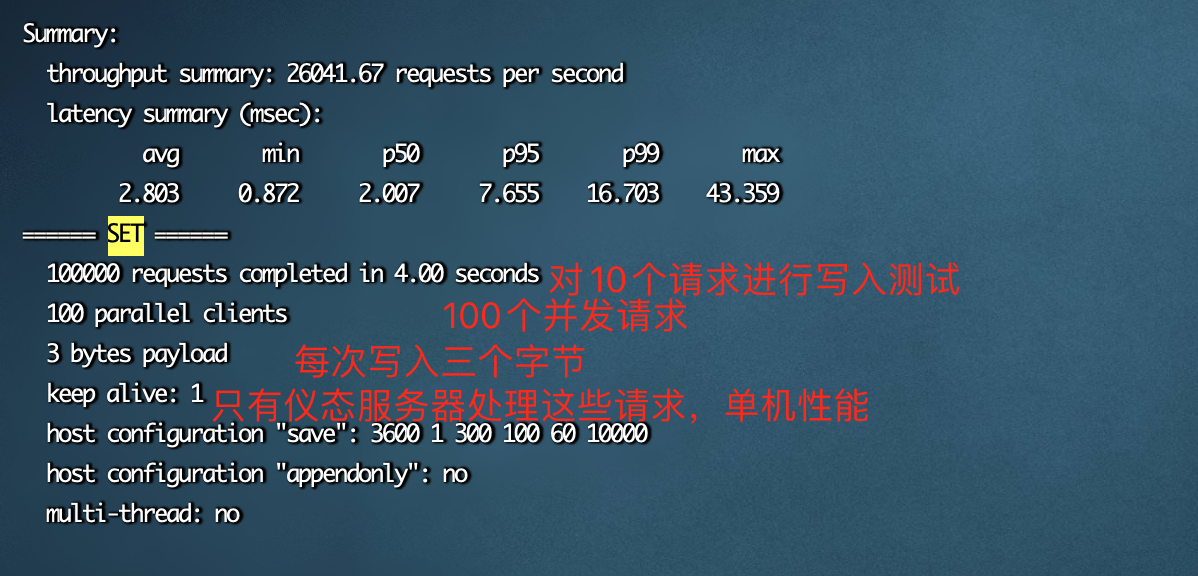 Summary:
throughput summary: 26041.67 requests per second
latency summary (msec):
avg min p50 p95 p99 max
2.803 0.872 2.007 7.655 16.703 43.359
====== SET ======
100000 requests completed in 4.00 seconds 对10个请求进行写入测试
100 parallel clients 100个并发请求
3 bytes payload 每次写入三个字节
keep alive: 1 只有仪态服务器处理这些请求，单机性能
host configuration "save": 3600 1 300 100 60 10000
host configuration "appendonly": no
multi-thread: no